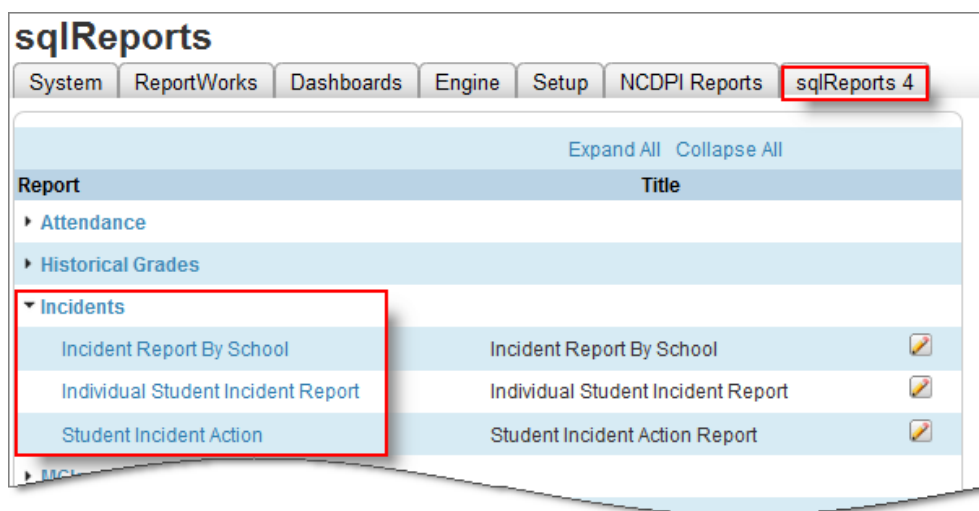 sqlReports
System ReportWorks Dashboards Engine Setup NCDPI Reports sqlReports 4
Expand All Collapse All
Report Title
Attendance
Historical Grades
Incidents
Incident Report By School Incident Report By School
Individual Student Incident Report Individual Student Incident Report
Student Incident Action Student Incident Action Report